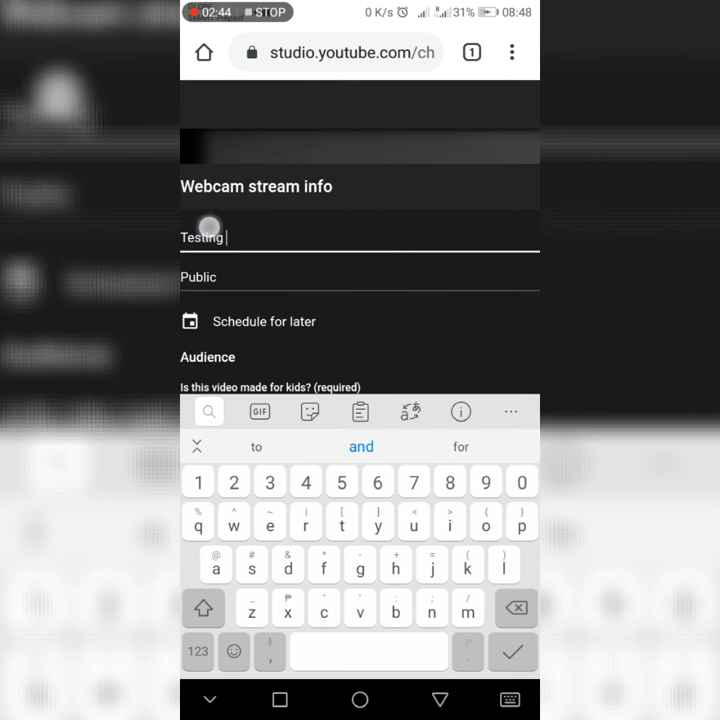 02:44 STOP 0 K/s 31% 08:48
studio.youtube.com/ch 1
Webcam stream info
Testing
Public
Schedule for later
Audience
Is this video made for kids? (required)
GIF
to and for
1 2 3 4 5 6 7 8 9 0
% ^ ~ | [ ] < > { }
q w e r t y u i o p
@ # & * - + = ( )
a s d f g h j k l
_ ₱ " ' : ; /
z x c v b n m
123 , .